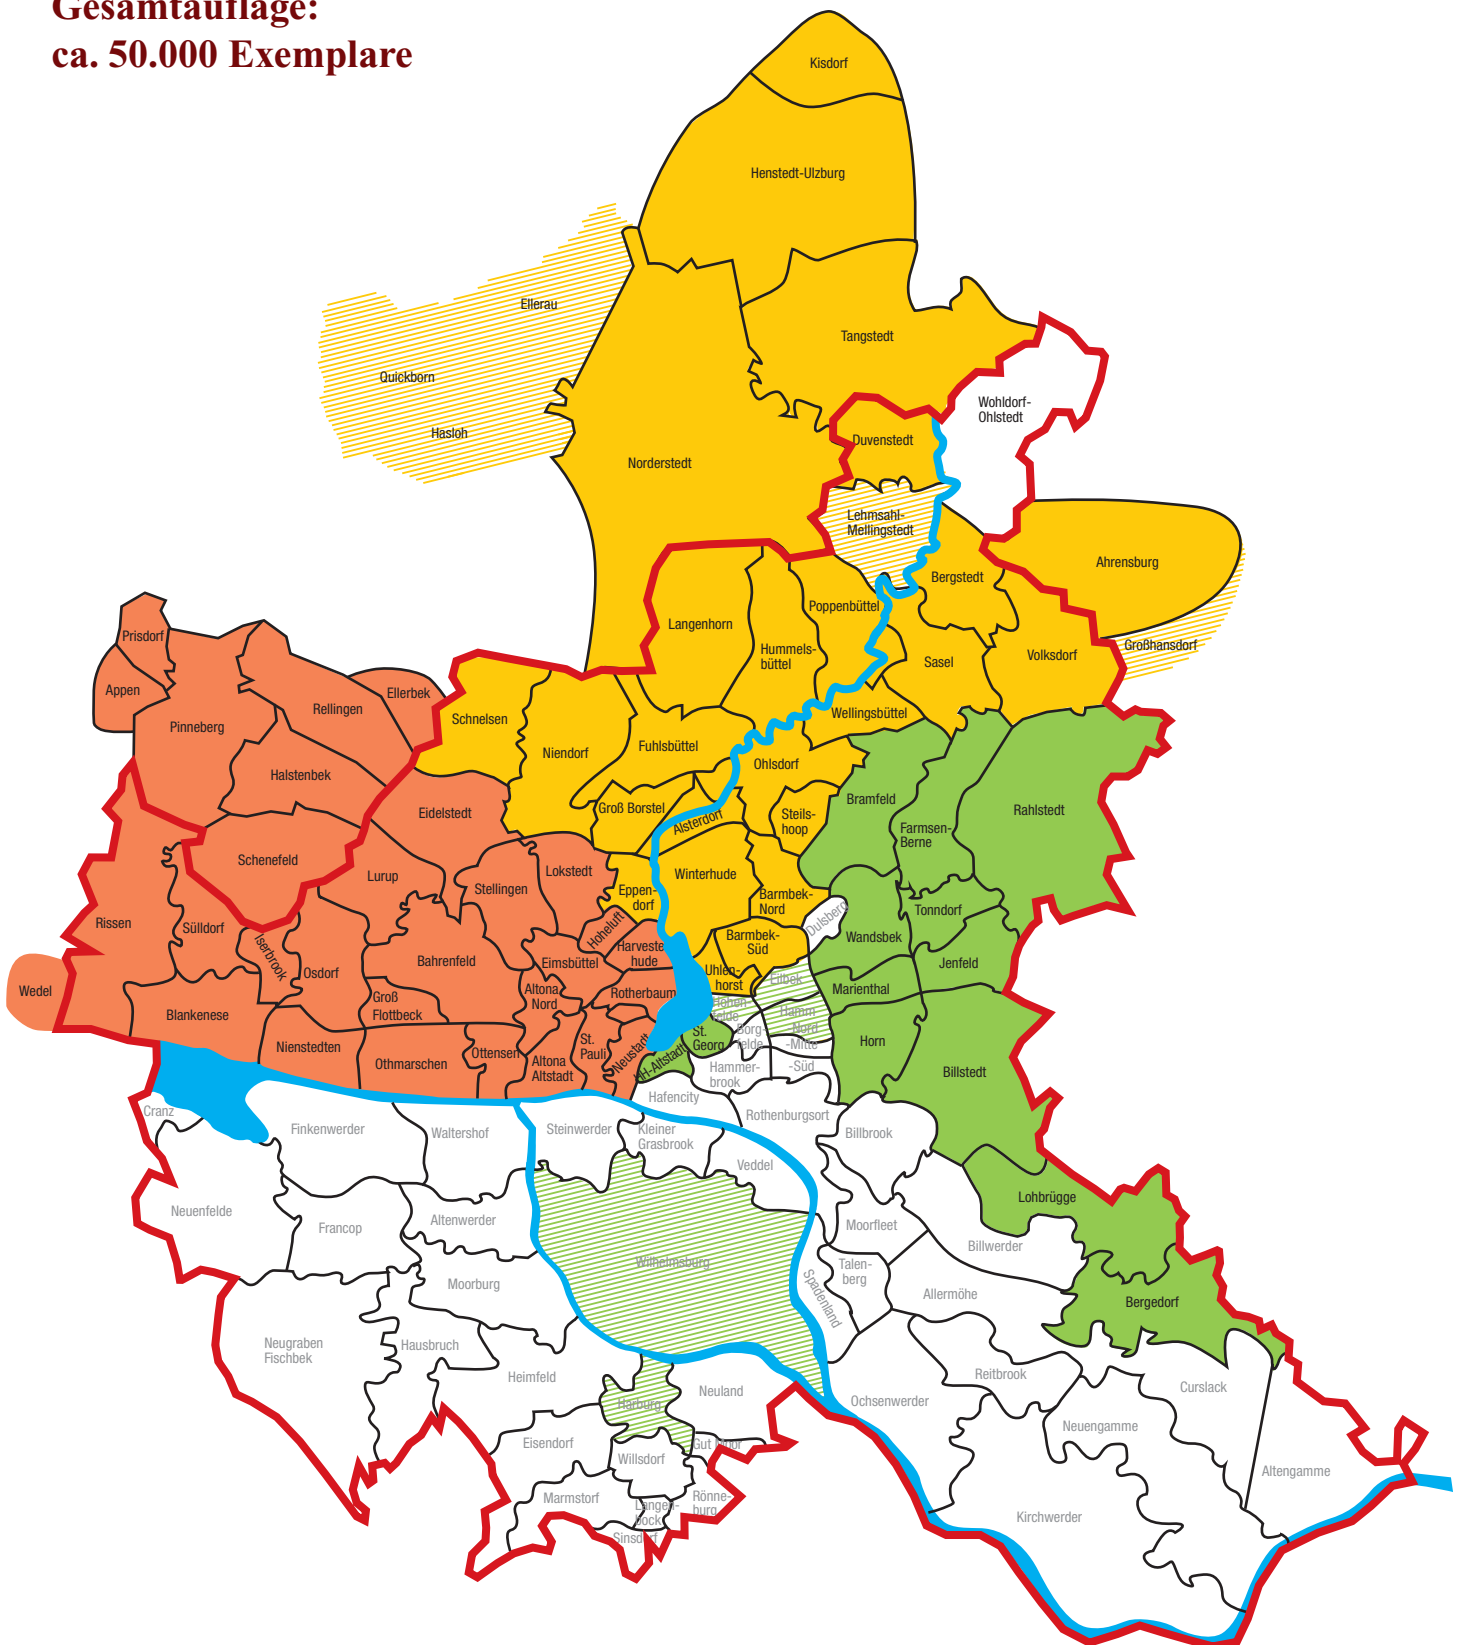 Gesamtauflage:
ca. 50.000 Exemplare
Kisdorf
Henstedt-Ulzburg
Ellerau
Tangstedt
Quickborn
Wohldorf-
Ohlstedt
Hasloh
Duvenstedt
Norderstedt
Lehmsahl-
Mellingstedt
Ahrensburg
Bergstedt
Poppenbüttel
Langenhorn
Prisdorf
Hummels-
büttel
Großhansdorf
Volksdorf
Sasel
Appen
Ellerbek
Rellingen
Schnelsen
Wellingsbüttel
Pinneberg
Fuhlsbüttel
Niendorf
Ohlsdorf
Halstenbek
Bramfeld
Groß Borstel
Eidelstedt
Alsterdorf
Steils-
hoop
Rahlstedt
Farmsen-
Berne
Schenefeld
Lokstedt
Lurup
Stellingen
Winterhude
Eppen-
dorf
Barmbek-
Nord
Tonndorf
Rissen
Sülldorf
Dulsberg
Hoheluft
Wandsbek
Barmbek-
Süd
Iserbrook
Harveste
hude
Osdorf
Bahrenfeld
Eimsbüttel
Jenfeld
Uhlen-
horst
Eilbek
Wedel
Altona
Nord
Rotherbaum
Marienthal
Groß
Flottbeck
Hohen-
felde
Hamm
Nord
Blankenese
St.
Georg
Borg-
felde
-Mitte
Horn
Nienstedten
St.
Pauli
Neustadt
Ottensen
Othmarschen
Altona
Altstadt
HH-Altstadt
Hammer-
brook
-Süd
Billstedt
Hafencity
Cranz
Rothenburgsort
Finkenwerder
Waltershof
Steinwerder
Kleiner
Grasbrook
Billbrook
Veddel
Lohbrügge
Neuenfelde
Francop
Altenwerder
Moorfleet
Billwerder
Wilhelmsburg
Talen-
berg
Moorburg
Spadenland
Allermöhe
Bergedorf
Neugraben
Fischbek
Hausbruch
Heimfeld
Reitbrook
Curslack
Neuland
Harburg
Ochsenwerder
Neuengamme
Eisendorf
Gut Moor
Willsdorf
Altengamme
Marmstorf
Langen-
bock
Rönne-
burg
Kirchwerder
Sinsdorf